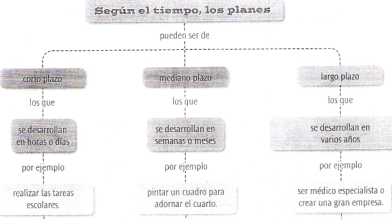 Según el tiempo, los planes
pueden ser de
corto plazo
mediano plazo
largo plazo
los que
los que
los que
se desarrollan
en horas o días
se desarrollan en
semanas o meses
se desarrollan en
varios años
por ejemplo
por ejemplo
por ejemplo
realizar las tareas
escolares.
pintar un cuadro para
adornar el cuarto.
ser médico especialista o
crear una gran empresa.